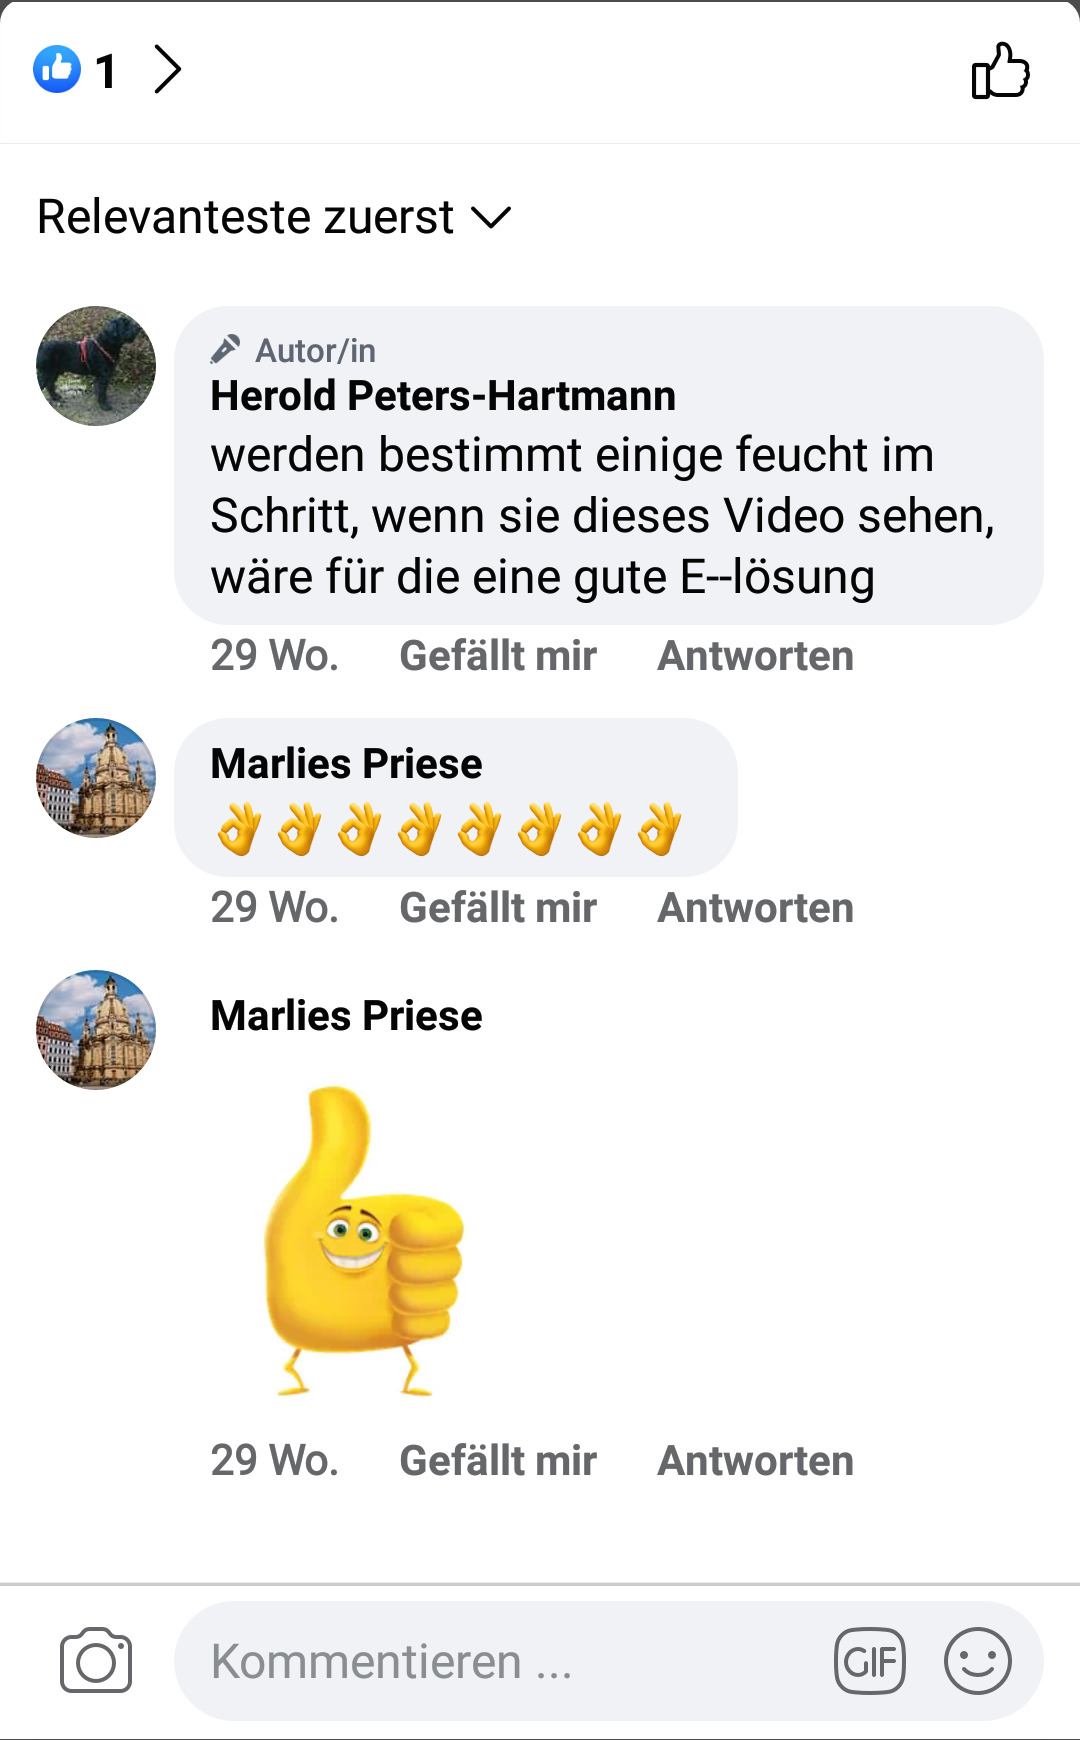 1
Relevanteste zuerst
Autor/in
Herold Peters-Hartmann
werden bestimmt einige feucht im
Schritt, wenn sie dieses Video sehen,
wäre für die eine gute E--lösung
29 Wo. Gefällt mir Antworten
Marlies Priese
👌👌👌👌👌👌👌👌
29 Wo. Gefällt mir Antworten
Marlies Priese
29 Wo. Gefällt mir Antworten
Kommentieren ... GIF